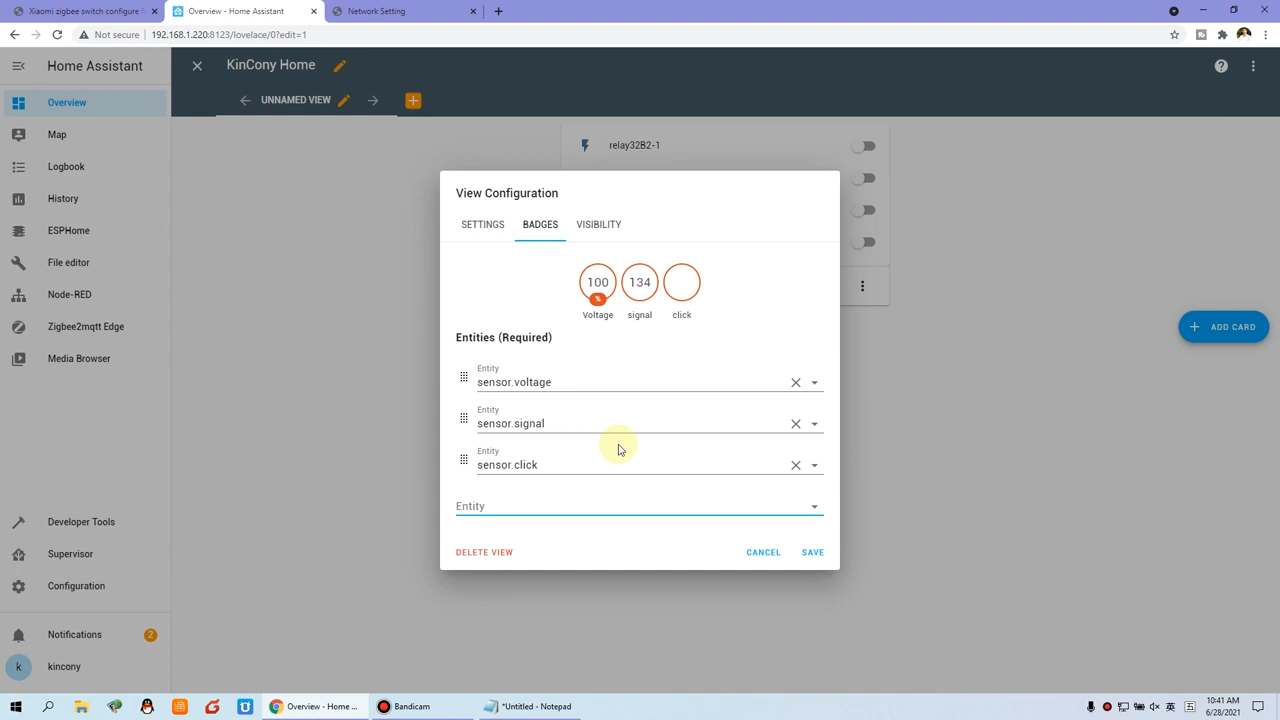 Xiaomi zigbee switch configure
Overview - Home Assistant
Network Setting
Not secure
192.168.1.220:8123/lovelace/0?edit=1
Home Assistant
KinCony Home
UNNAMED VIEW
Overview
Map
Logbook
History
ESPHome
File editor
Node-RED
Zigbee2mqtt Edge
Media Browser
Developer Tools
Supervisor
Configuration
Notifications
2
k
kincony
relay32B2-1
ADD CARD
View Configuration
SETTINGS
BADGES
VISIBILITY
100
134
%
Voltage
signal
click
Entities (Required)
Entity
sensor.voltage
Entity
sensor.signal
Entity
sensor.click
Entity
DELETE VIEW
CANCEL
SAVE
Overview - Home ...
Bandicam
*Untitled - Notepad
英
五
10:41 AM
6/28/2021